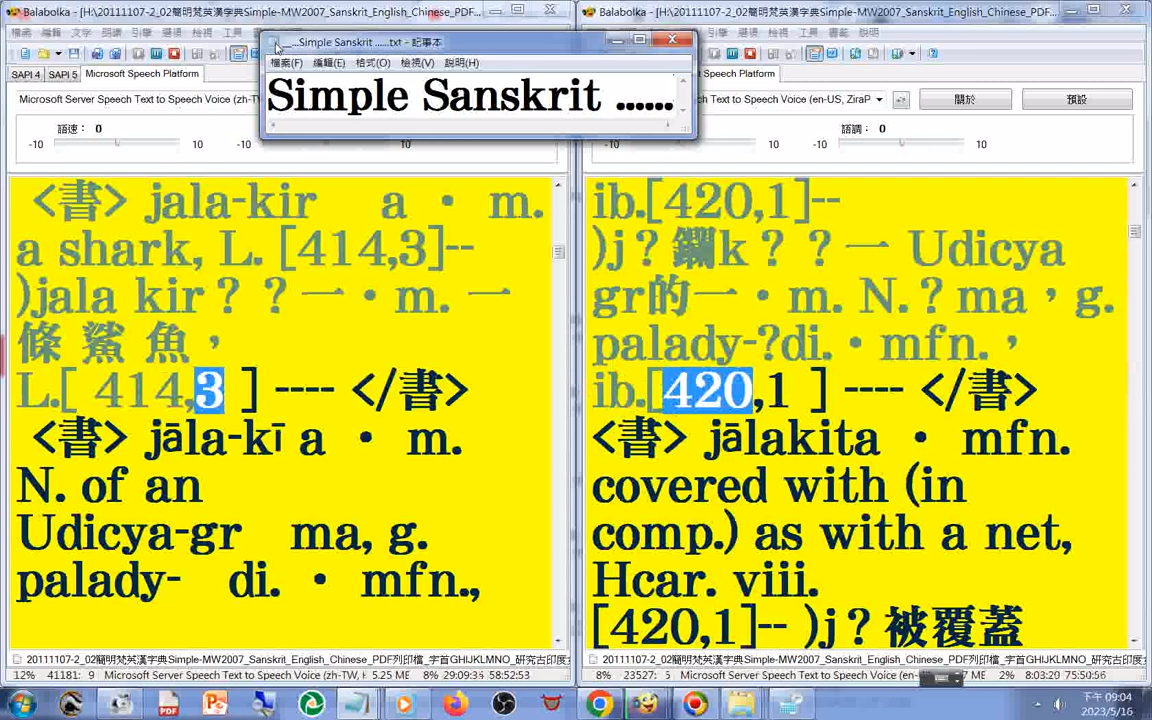 Balabolka - [H:\20111107-2_02簡明梵英漢字典Simple-MW2007_Sanskrit_English_Chinese_PDF...
Balabolka - [H:\20111107-2_02簡明梵英漢字典Simple-MW2007_Sanskrit_English_Chinese_PDF...
...Simple Sanskrit ......txt - 記事本
檔案(F) 編輯(E) 格式(O) 檢視(V) 說明(H)
Simple Sanskrit ......
SAPI 4 SAPI 5 Microsoft Speech Platform
Speech Platform
Microsoft Server Speech Text to Speech Voice (zh-TW
Microsoft Server Speech Text to Speech Voice (en-US, ZiraP
關於
預設
語速： 0
語調： 0
-10 10 10
-10 10 -10 10
<書> jala-kir a • m.
a shark, L. [414,3]--
)jala kir？？一・m. 一
條 鯊 魚，
L.[ 414,3 ] ---- </書>
<書> jāla-kī a • m.
N. of an
Udicya-gr ma, g.
palady- di. • mfn.,
ib.[420,1]--
)j？鑭k？？一 Udicya
gr的一・m. N.？ma，g.
palady-?di.・mfn.，
ib.[420,1 ] ---- </書>
<書> jālakita • mfn.
covered with (in
comp.) as with a net,
Hcar. viii.
[420,1]-- )j？被覆蓋
20111107-2_02簡明梵英漢字典Simple-MW2007_Sanskrit_English_Chinese_PDF列印檔_字首GHIJKLMNO_研究古印度
20111107-2_02簡明梵英漢字典Simple-MW2007_Sanskrit_English_Chinese_PDF列印檔_字首GHIJKLMNO_研究古印度
12% 41181: 9 Microsoft Server Speech Text to Speech Voice (zh-TW, 5.25 MB 8% 29:09:36 58:52:53
8% 23527: 5 Microsoft Server Speech Text to Speech Voice 2% 8:03:20 75:50:56
下午 09:04
2023/5/16